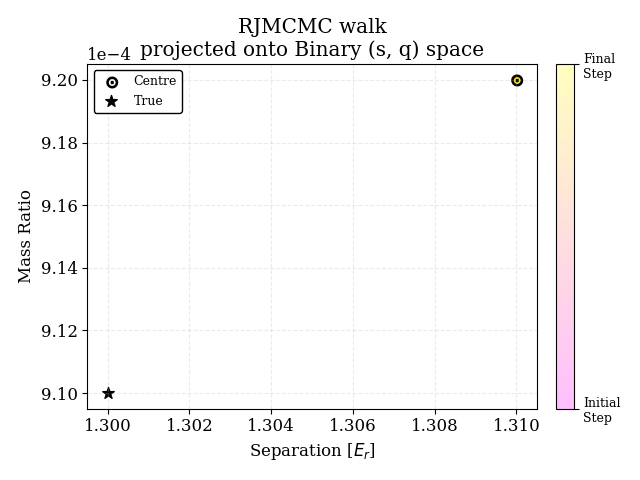 RJMCMC walk
projected onto Binary (s, q) space
1e−4
Centre
True
9.20
9.18
9.16
9.14
9.12
9.10
Mass Ratio
1.300 1.302 1.304 1.306 1.308 1.310
Separation [E_r]
Final
Step
Initial
Step